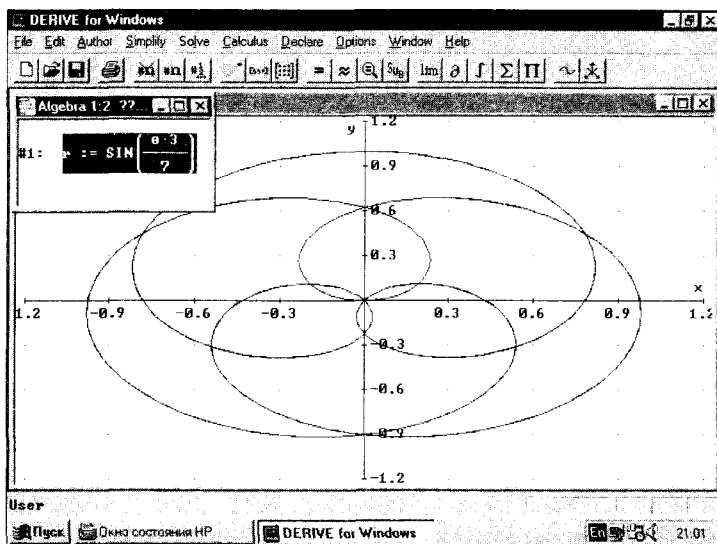 DERIVE for Windows
File Edit Author Simplify Solve Calculus Declare Options Window Help
= ≈ lim ∂ ∫ Σ Π
Algebra 1:2 ??...
#1: r := SIN(θ·3/7)
y
1.2
0.9
0.6
0.3
x
1.2 -0.9 -0.6 -0.3 0.3 0.6 0.9 1.2
-0.3
-0.6
-0.9
-1.2
User
Пуск Окно состояния HP DERIVE for Windows En 21:01